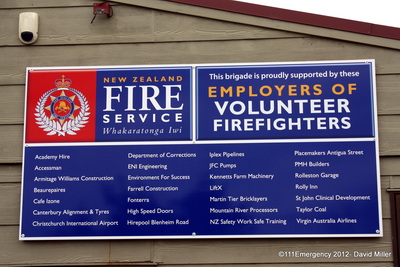 NEW ZEALAND
FIRE
SERVICE
Whakaratonga Iwi
This brigade is proudly supported by these
EMPLOYERS OF
VOLUNTEER
FIREFIGHTERS
Academy Hire
Accessman
Armitage Williams Construction
Beaurepaires
Cafe Izone
Canterbury Alignment & Tyres
Christchurch International Airport
Department of Corrections
ENI Engineering
Environment For Success
Farrell Construction
Fonterra
High Speed Doors
Hirepool Blenheim Road
Iplex Pipelines
JFC Pumps
Kennetts Farm Machinery
LiftX
Martin Tier Bricklayers
Mountain River Processors
NZ Safety Work Safe Training
Placemakers Antigua Street
PMH Builders
Rolleston Garage
Rolly Inn
St John Clinical Development
Taylor Coal
Virgin Australia Airlines
©111Emergency 2012- David Miller